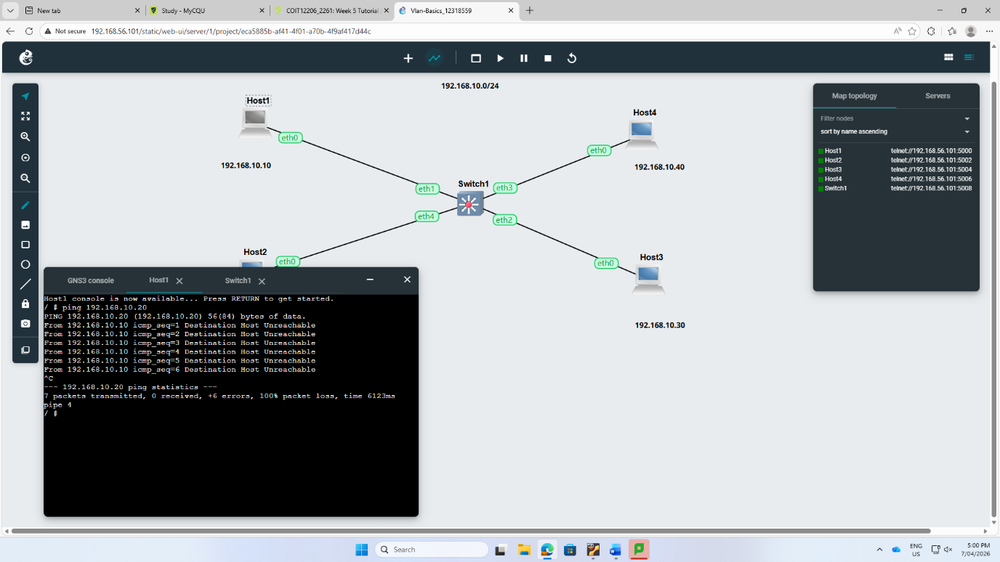 New tab
Study - MyCQU
COIT12206_2261: Week 5 Tutorial
Vlan-Basics_12318559
Not secure 192.168.56.101/static/web-ui/server/1/project/eca5885b-af41-4f01-a70b-4f9af417d44c
192.168.10.0/24
Host1
eth0
192.168.10.10
Host4
eth0
192.168.10.40
Switch1
eth1
eth3
eth4
eth2
Host2
eth0
Host3
eth0
192.168.10.30
Map topology Servers
Filter nodes
sort by name ascending
Host1 telnet://192.168.56.101:5000
Host2 telnet://192.168.56.101:5002
Host3 telnet://192.168.56.101:5004
Host4 telnet://192.168.56.101:5006
Switch1 telnet://192.168.56.101:5008
GNS3 console Host1 Switch1
Host1 console is now available... Press RETURN to get started.
/ # ping 192.168.10.20
PING 192.168.10.20 (192.168.10.20) 56(84) bytes of data.
From 192.168.10.10 icmp_seq=1 Destination Host Unreachable
From 192.168.10.10 icmp_seq=2 Destination Host Unreachable
From 192.168.10.10 icmp_seq=3 Destination Host Unreachable
From 192.168.10.10 icmp_seq=4 Destination Host Unreachable
From 192.168.10.10 icmp_seq=5 Destination Host Unreachable
From 192.168.10.10 icmp_seq=6 Destination Host Unreachable
^C
--- 192.168.10.20 ping statistics ---
7 packets transmitted, 0 received, +6 errors, 100% packet loss, time 6123ms
pipe 4
/ #
Search
ENG
US
5:00 PM
7/04/2026